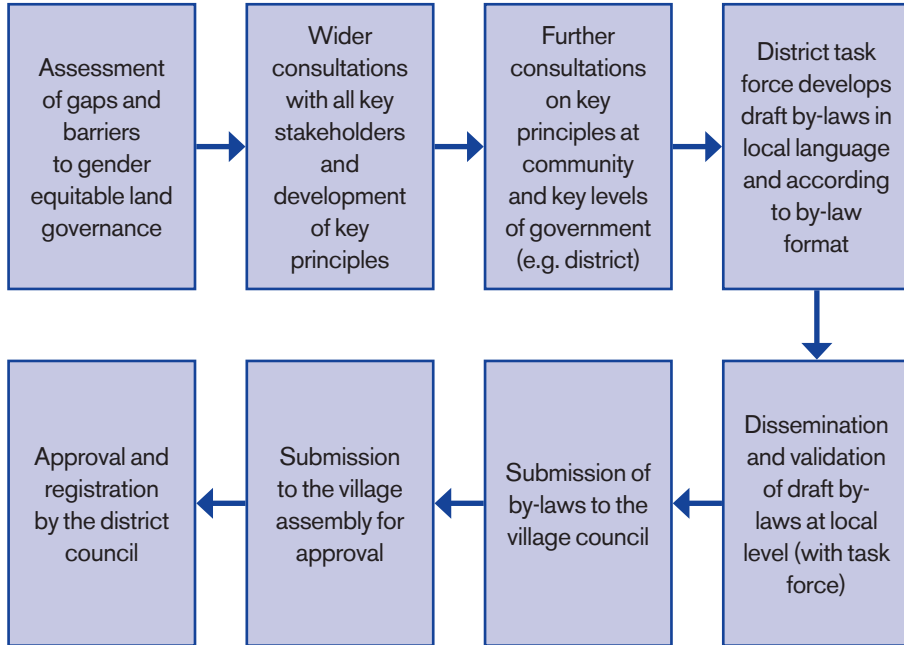 Assessment
of gaps and
barriers
to gender
equitable land
governance
Wider
consultations
with all key
stakeholders
and
development
of key
principles
Further
consultations
on key
principles at
community
and key levels
of government
(e.g. district)
District task
force develops
draft by-laws in
local language
and according
to by-law
format
Dissemination
and validation
of draft by-
laws at local
level (with task
force)
Submission of
by-laws to the
village council
Submission
to the village
assembly for
approval
Approval and
registration
by the district
council